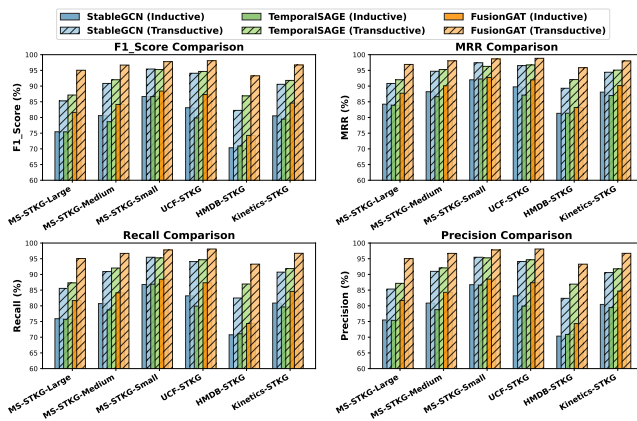 StableGCN (Inductive) TemporalSAGE (Inductive) FusionGAT (Inductive)
StableGCN (Transductive) TemporalSAGE (Transductive) FusionGAT (Transductive)
F1_Score Comparison
F1_Score (%)
100
95
90
85
80
75
70
65
60
MS-STKG-Large
MS-STKG-Medium
MS-STKG-Small
UCF-STKG
HMDB-STKG
Kinetics-STKG
MRR Comparison
MRR (%)
100
95
90
85
80
75
70
65
60
MS-STKG-Large
MS-STKG-Medium
MS-STKG-Small
UCF-STKG
HMDB-STKG
Kinetics-STKG
Recall Comparison
Recall (%)
100
95
90
85
80
75
70
65
60
MS-STKG-Large
MS-STKG-Medium
MS-STKG-Small
UCF-STKG
HMDB-STKG
Kinetics-STKG
Precision Comparison
Precision (%)
100
95
90
85
80
75
70
65
60
MS-STKG-Large
MS-STKG-Medium
MS-STKG-Small
UCF-STKG
HMDB-STKG
Kinetics-STKG